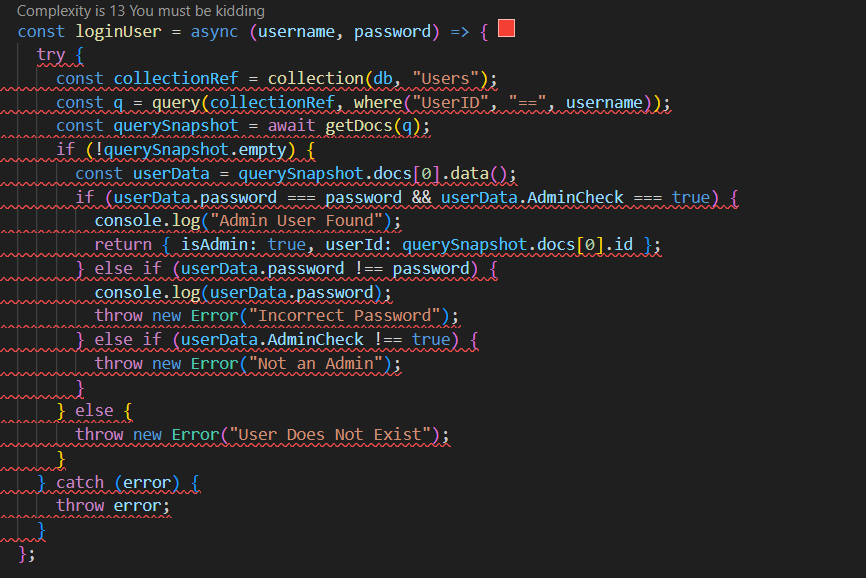 Complexity is 13 You must be kidding
const loginUser = async (username, password) => {
try {
const collectionRef = collection(db, "Users");
const q = query(collectionRef, where("UserID", "==", username));
const querySnapshot = await getDocs(q);
if (!querySnapshot.empty) {
const userData = querySnapshot.docs[0].data();
if (userData.password === password && userData.AdminCheck === true) {
console.log("Admin User Found");
return { isAdmin: true, userId: querySnapshot.docs[0].id };
} else if (userData.password !== password) {
console.log(userData.password);
throw new Error("Incorrect Password");
} else if (userData.AdminCheck !== true) {
throw new Error("Not an Admin");
}
} else {
throw new Error("User Does Not Exist");
}
} catch (error) {
throw error;
}
};